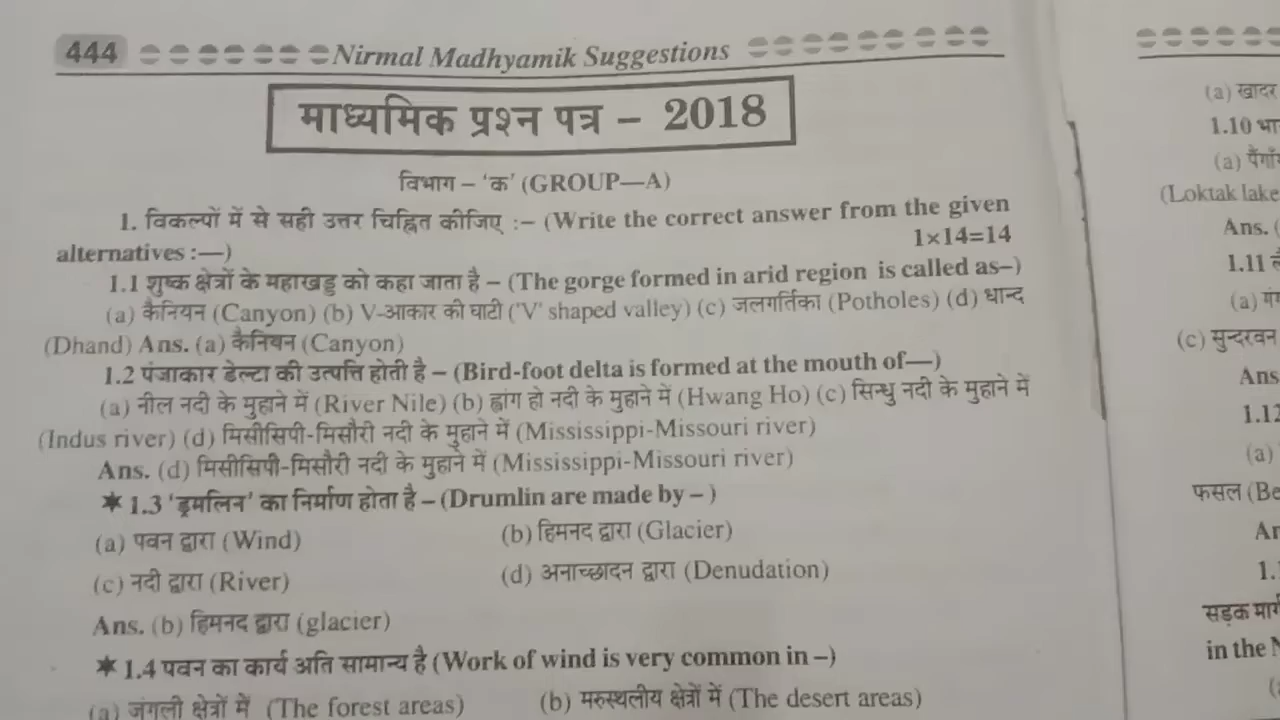 444 Nirmal Madhyamik Suggestions
माध्यमिक प्रश्न पत्र – 2018
विभाग – 'क' (GROUP—A)
1. विकल्पों में से सही उत्तर चिह्नित कीजिए :– (Write the correct answer from the given
alternatives :—) 1×14=14
1.1 शुष्क क्षेत्रों के महाखड्ड को कहा जाता है – (The gorge formed in arid region is called as–)
(a) कैनियन (Canyon) (b) V-आकार की घाटी ('V' shaped valley) (c) जलगर्तिका (Potholes) (d) धान्द
(Dhand) Ans. (a) कैनियन (Canyon)
1.2 पंजाकार डेल्टा की उत्पत्ति होती है – (Bird-foot delta is formed at the mouth of—)
(a) नील नदी के मुहाने में (River Nile) (b) ह्वांग हो नदी के मुहाने में (Hwang Ho) (c) सिन्धु नदी के मुहाने में
(Indus river) (d) मिसीसिपी-मिसौरी नदी के मुहाने में (Mississippi-Missouri river)
Ans. (d) मिसीसिपी-मिसौरी नदी के मुहाने में (Mississippi-Missouri river)
★ 1.3 'ड्रमलिन' का निर्माण होता है – (Drumlin are made by – )
(a) पवन द्वारा (Wind) (b) हिमनद द्वारा (Glacier)
(c) नदी द्वारा (River) (d) अनाच्छादन द्वारा (Denudation)
Ans. (b) हिमनद द्वारा (glacier)
★ 1.4 पवन का कार्य अति सामान्य है (Work of wind is very common in –)
(a) जंगली क्षेत्रों में (The forest areas) (b) मरुस्थलीय क्षेत्रों में (The desert areas)
(a) खादर
1.10
(a)
(Loktak lake
Ans. (
1.11
(a)
(c) सुन्दरवन
Ans
1.12
(a)
फसल (Be
1.
सड़क मार्ग
in the